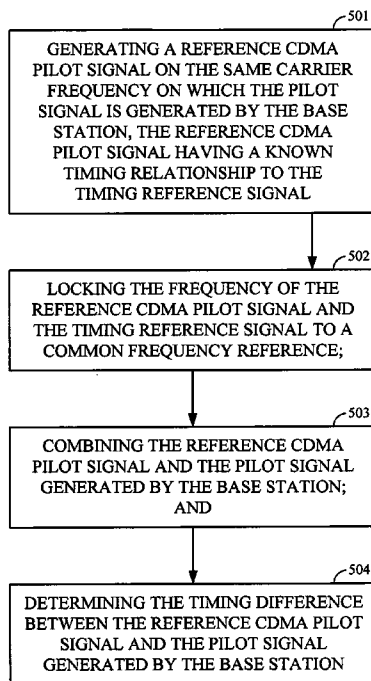 501
GENERATING A REFERENCE CDMA
PILOT SIGNAL ON THE SAME CARRIER
FREQUENCY ON WHICH THE PILOT
SIGNAL IS GENERATED BY THE BASE
STATION, THE REFERENCE CDMA
PILOT SIGNAL HAVING A KNOWN
TIMING RELATIONSHIP TO THE
TIMING REFERENCE SIGNAL
502
LOCKING THE FREQUENCY OF THE
REFERENCE CDMA PILOT SIGNAL AND
THE TIMING REFERENCE SIGNAL TO A
COMMON FREQUENCY REFERENCE;
503
COMBINING THE REFERENCE CDMA
PILOT SIGNAL AND THE PILOT SIGNAL
GENERATED BY THE BASE STATION;
AND
504
DETERMINING THE TIMING DIFFERENCE
BETWEEN THE REFERENCE CDMA PILOT
SIGNAL AND THE PILOT SIGNAL
GENERATED BY THE BASE STATION